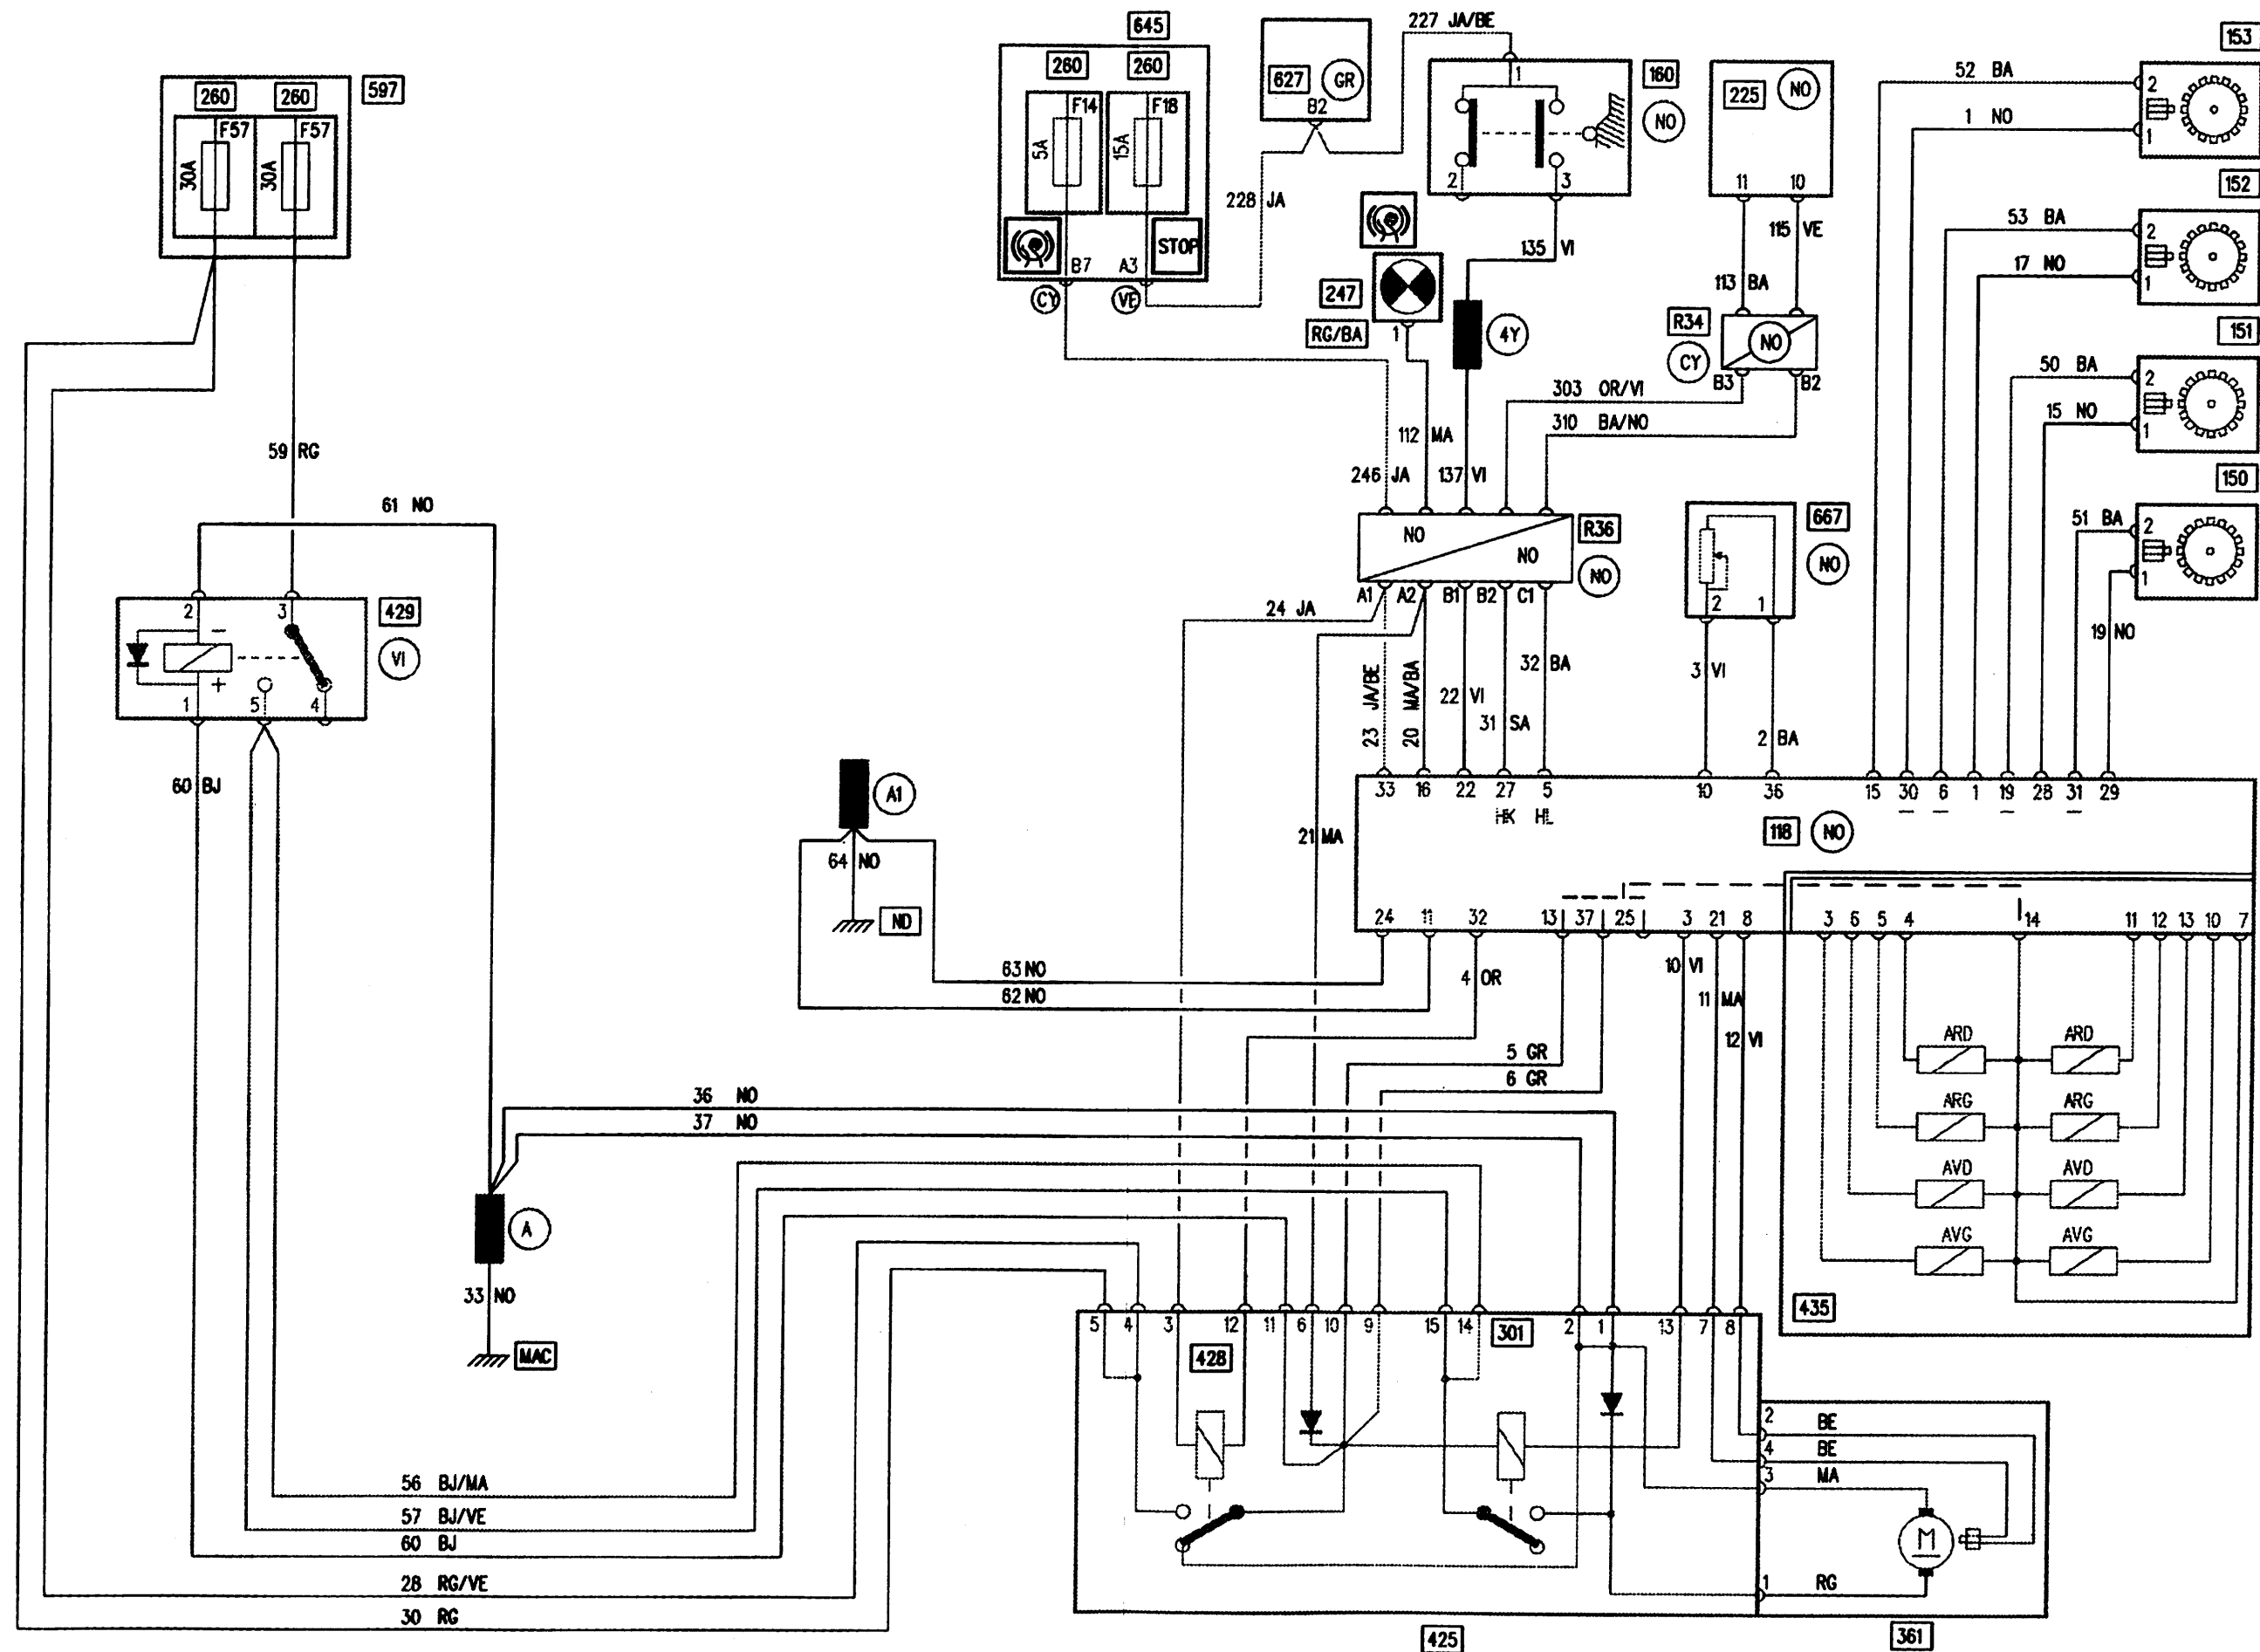 645
227 JA/BE
153
260 260
597
260 260
627 GR
160
NO
225 NO
52 BA
1 NO
2
1
F57 F57
30A 30A
F14 F18
5A 15A
B2
1
2 3
11 10
152
228 JA
STOP
B7 A3
CY VE
135 VI
115 VE
113 BA
53 BA
17 NO
2
1
247
RG/BA
1
4Y
R34
CY
NO
B3 B2
151
50 BA
15 NO
2
1
303 OR/VI
310 BA/NO
59 RG
112 MA
246 JA
137 VI
150
61 NO
R36
NO
NO
NO
667
NO
51 BA
2
1
2 3
429
VI
- 
+
1 5 4
A1 A2 B1 B2 C1
2 1
24 JA
19 NO
23 JA/BE
20 MA/BA
22 VI
31 SA
32 BA
3 VI
2 BA
60 BJ
A1
33 16 22 27 5
HK HL
10 36
15 30 6 1 19 28 31 29
118 NO
64 NO
21 MA
ND
24 11 32 13 37 25 3 21 8
3 6 5 4 14 11 12 13 10 7
63 NO
62 NO
4 OR
10 VI
11 MA
12 VI
5 GR
6 GR
ARD ARD
ARG ARG
AVD AVD
AVG AVG
36 NO
37 NO
A
33 NO
MAC
435
5 4 3 12 11 6 10 9 15 14 2 1 13 7 8
301
428
2 BE
4 BE
3 MA
M
1 RG
56 BJ/MA
57 BJ/VE
60 BJ
28 RG/VE
30 RG
425
361